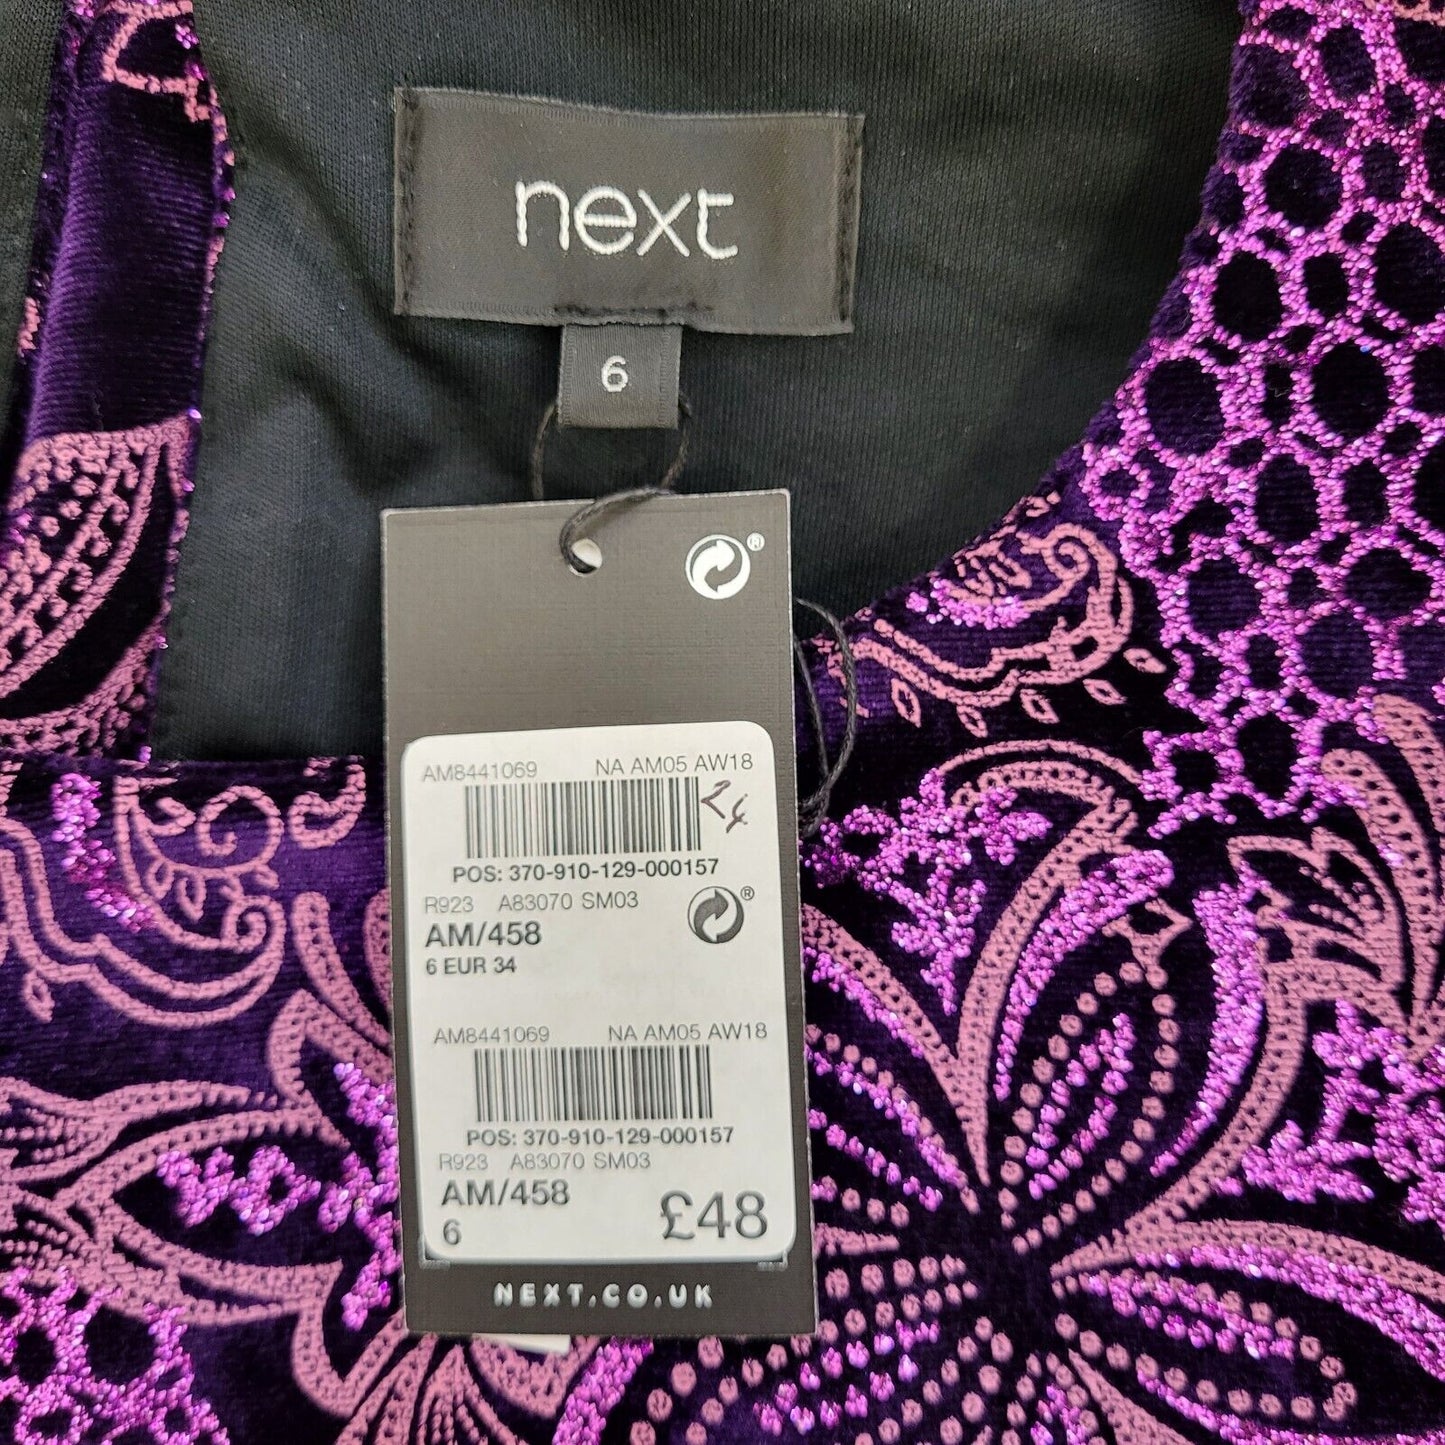 next
6
®
AM8441069 NA AM05 AW18
24
POS: 370-910-129-000157
R923 A83070 SM03
®
AM/458
6 EUR 34
AM8441069 NA AM05 AW18
POS: 370-910-129-000157
R923 A83070 SM03
AM/458
6 £48
NEXT.CO.UK